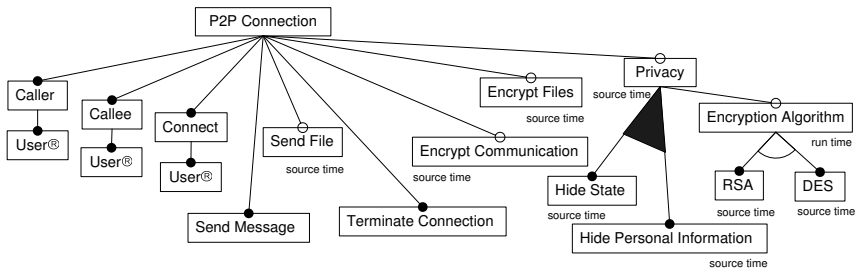 P2P Connection
Caller
User®
Callee
User®
Connect
User®
Send File
source time
Send Message
Terminate Connection
Encrypt Communication
source time
Encrypt Files
source time
Privacy
source time
Hide State
source time
Hide Personal Information
source time
Encryption Algorithm
run time
RSA
source time
DES
source time